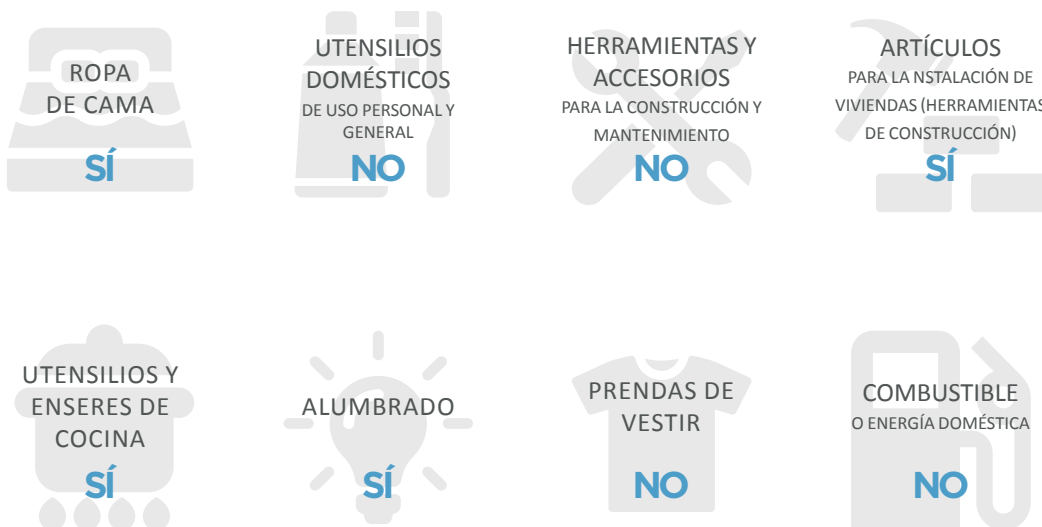 ROPA
DE CAMA
SÍ
UTENSILIOS
DOMÉSTICOS
DE USO PERSONAL Y
GENERAL
NO
HERRAMIENTAS Y
ACCESORIOS
PARA LA CONSTRUCCIÓN Y
MANTENIMIENTO
NO
ARTÍCULOS
PARA LA NSTALACIÓN DE
VIVIENDAS (HERRAMIENTAS
DE CONSTRUCCIÓN)
SÍ
UTENSILIOS Y
ENSERES DE
COCINA
SÍ
ALUMBRADO
SÍ
PRENDAS DE
VESTIR
NO
COMBUSTIBLE
O ENERGÍA DOMÉSTICA
NO